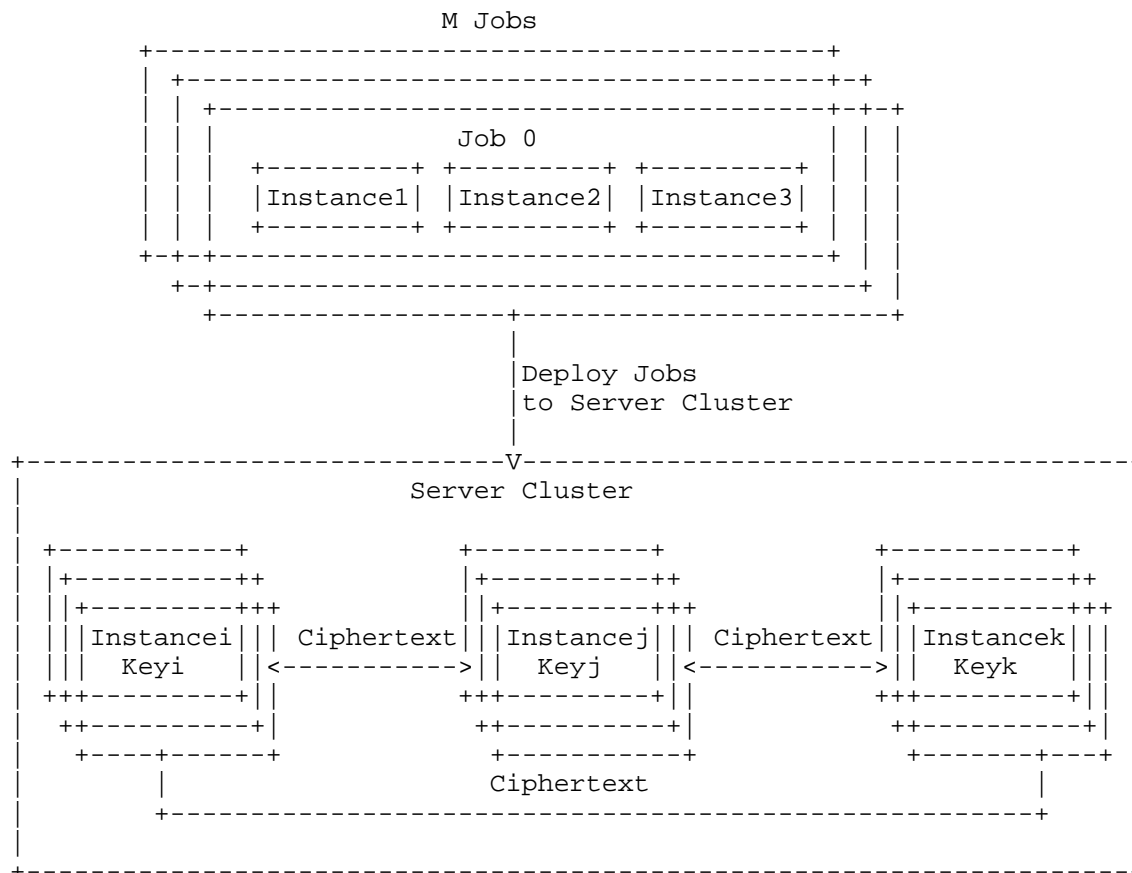 M Jobs
Job 0
Instance1 Instance2 Instance3
Deploy Jobs
to Server Cluster
Server Cluster
Instancei Ciphertext Instancej Ciphertext Instancek
Keyi Keyj Keyk
Ciphertext